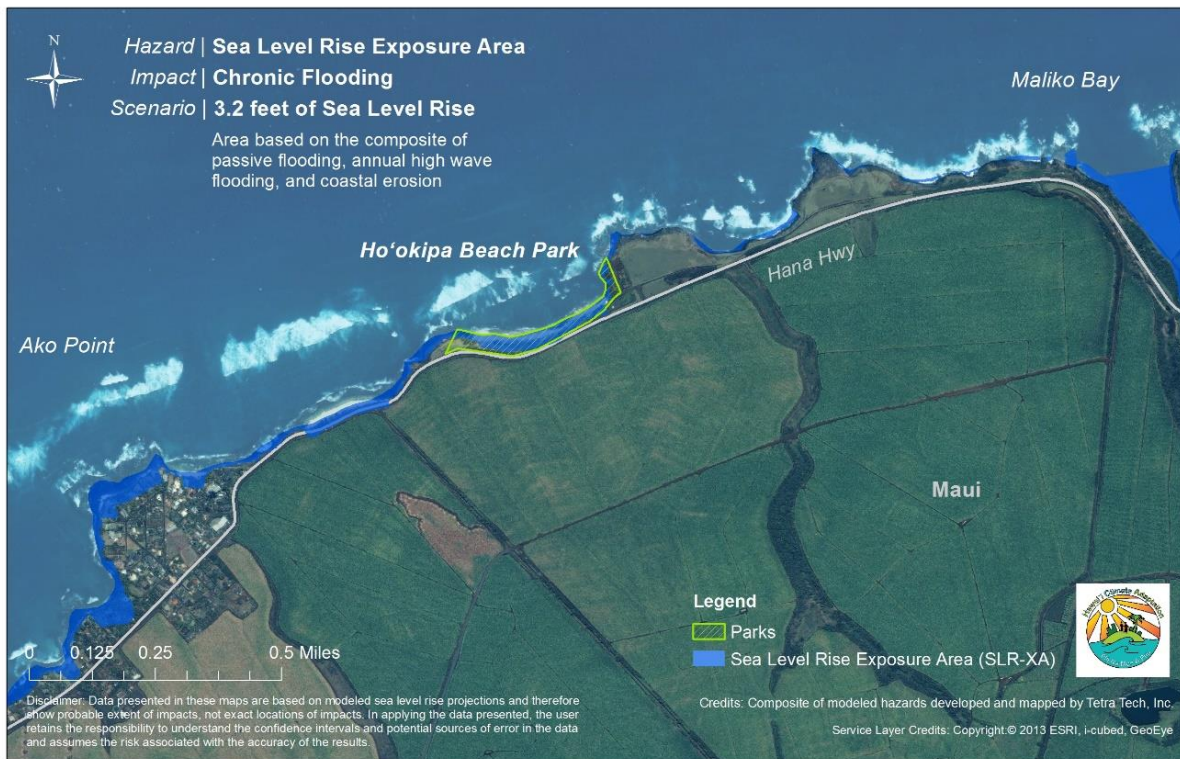 N
Hazard | Sea Level Rise Exposure Area
Impact | Chronic Flooding
Scenario | 3.2 feet of Sea Level Rise
Area based on the composite of
passive flooding, annual high wave
flooding, and coastal erosion
Maliko Bay
Hoʻokipa Beach Park
Hana Hwy
Ako Point
Maui
Legend
Parks
Sea Level Rise Exposure Area (SLR-XA)
Hawaiʻi Climate Adaptation
0 0.125 0.25 0.5 Miles
Disclaimer: Data presented in these maps are based on modeled sea level rise projections and therefore
show probable extent of impacts, not exact locations of impacts. In applying the data presented, the user
retains the responsibility to understand the confidence intervals and potential sources of error in the data
and assumes the risk associated with the accuracy of the results.
Credits: Composite of modeled hazards developed and mapped by Tetra Tech, Inc.
Service Layer Credits: Copyright:© 2013 ESRI, i-cubed, GeoEye